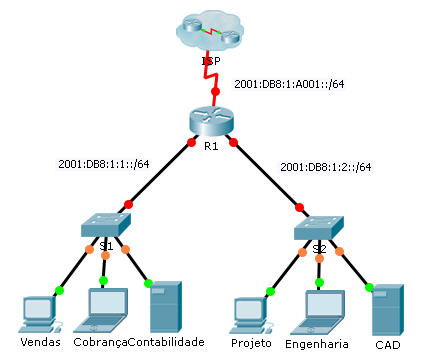 ISP
2001:DB8:1:A001::/64
R1
2001:DB8:1:1::/64
2001:DB8:1:2::/64
S1
S2
Vendas
Cobrança
Contabilidade
Projeto
Engenharia
CAD